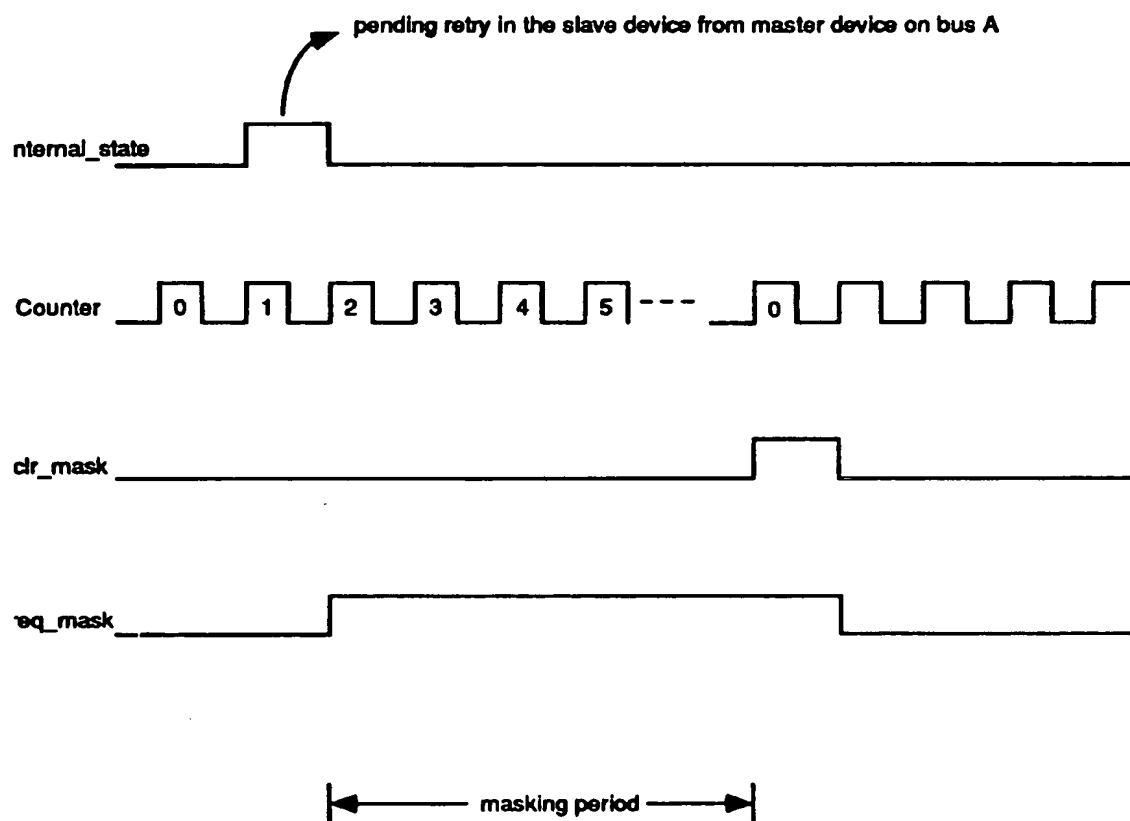 pending retry in the slave device from master device on bus A
nternal_state
Counter 0 1 2 3 4 5 0
clr_mask
eq_mask
masking period